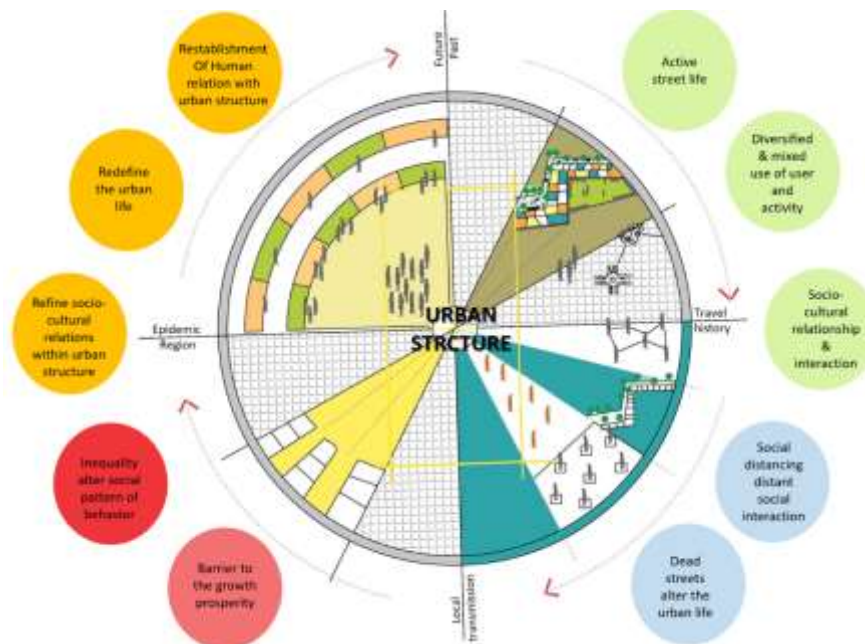 Restablishment
Of Human
relation with
urban structure
Future
Past
Active
street life
Redefine
the urban
life
Diversified
& mixed
use of user
and
activity
Refine socio-
cultural
relations within
urban
structure
Epidemic
Region
URBAN
STRCTURE
Travel
history
Socio-
cultural
relationship
&
interaction
Inequality
alter social
pattern of
behavior
Social
distancing
distant
social
interaction
Barrier to
the growth
prosperity
Local
transmission
Dead
streets
alter the
urban life